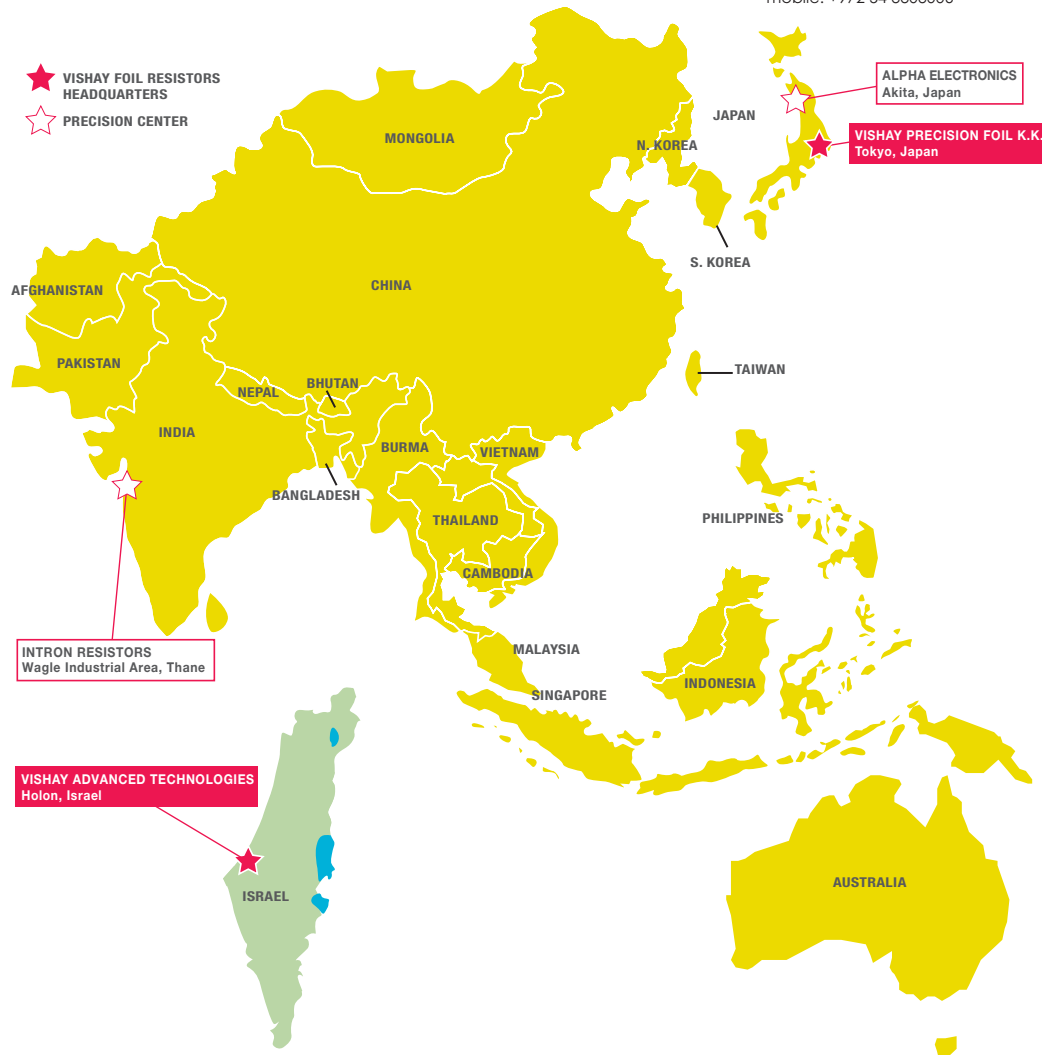 VISHAY FOIL RESISTORS
HEADQUARTERS
PRECISION CENTER
ALPHA ELECTRONICS
Akita, Japan
VISHAY PRECISION FOIL K.K.
Tokyo, Japan
JAPAN
MONGOLIA
N. KOREA
S. KOREA
CHINA
AFGHANISTAN
PAKISTAN
TAIWAN
NEPAL
BHUTAN
INDIA
BURMA
VIETNAM
BANGLADESH
THAILAND
PHILIPPINES
CAMBODIA
INTRON RESISTORS
Wagle Industrial Area, Thane
MALAYSIA
INDONESIA
SINGAPORE
VISHAY ADVANCED TECHNOLOGIES
Holon, Israel
ISRAEL
AUSTRALIA